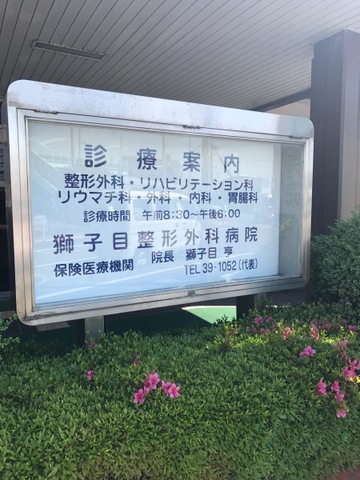 診療案内
整形外科・リハビリテーション科
リウマチ科・外科・内科・胃腸科
診療時間 午前8:30〜午後6:00
獅子目整形外科病院
保険医療機関 院長 獅子目 亨
TEL 39-1052(代表)